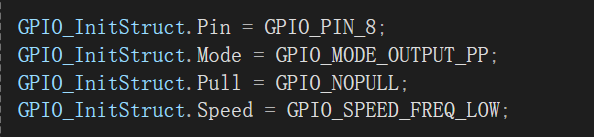 GPIO_InitStruct.Pin = GPIO_PIN_8;
GPIO_InitStruct.Mode = GPIO_MODE_OUTPUT_PP;
GPIO_InitStruct.Pull = GPIO_NOPULL;
GPIO_InitStruct.Speed = GPIO_SPEED_FREQ_LOW;